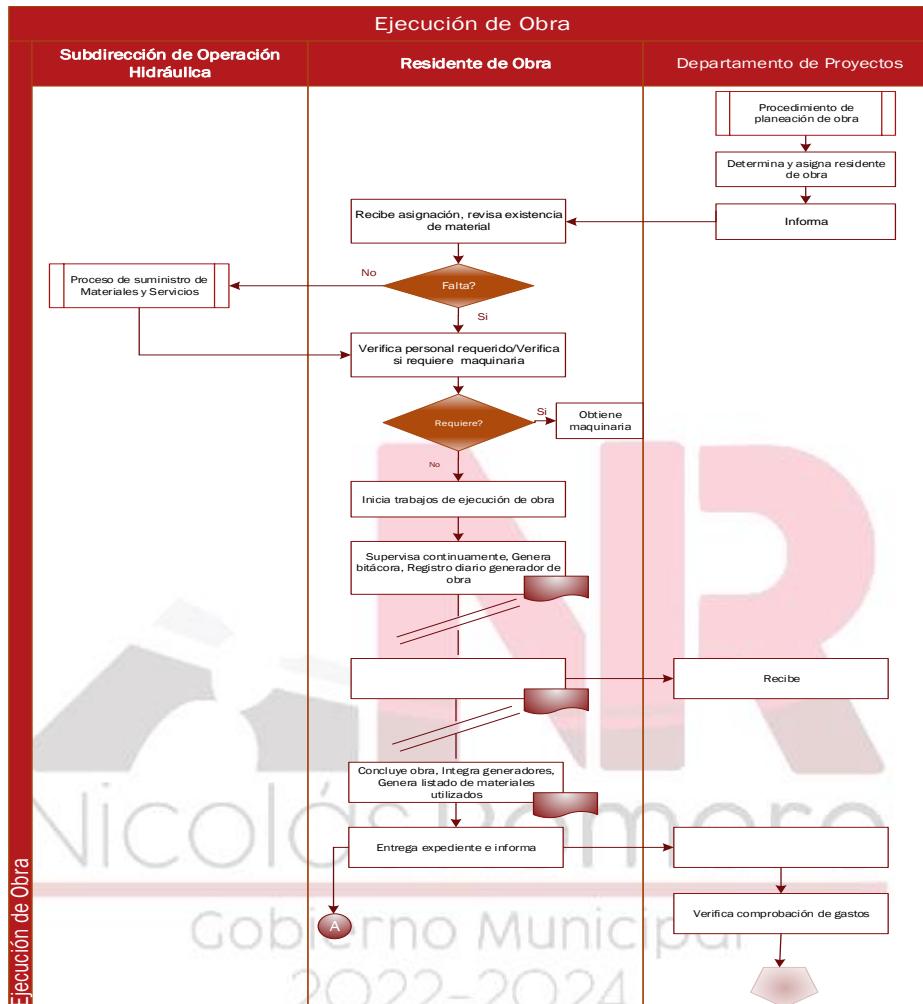 Ejecución de Obra
Subdirección de Operación
Hidráulica
Residente de Obra
Departamento de Proyectos
Procedimiento de
planeación de obra
Determina y asigna residente
de obra
Informa
Recibe asignación, revisa existencia
de material
Falta?
No
Si
Proceso de suministro de
Materiales y Servicios
Verifica personal requerido/Verifica
si requiere maquinaria
Requiere?
Si
Obtiene
maquinaria
No
Inicia trabajos de ejecución de obra
Supervisa continuamente, Genera
bitácora, Registro diario generador de
obra
Recibe
Concluye obra, Integra generadores,
Genera listado de materiales
utilizados
Entrega expediente e informa
A
Verifica comprobación de gastos
Ejecución de Obra
NR
Nicolás Romero
Gobierno Municipal
2022-2024